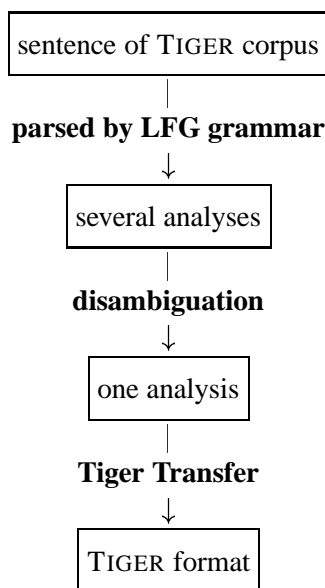 sentence of TIGER corpus
parsed by LFG grammar
several analyses
disambiguation
one analysis
Tiger Transfer
TIGER format